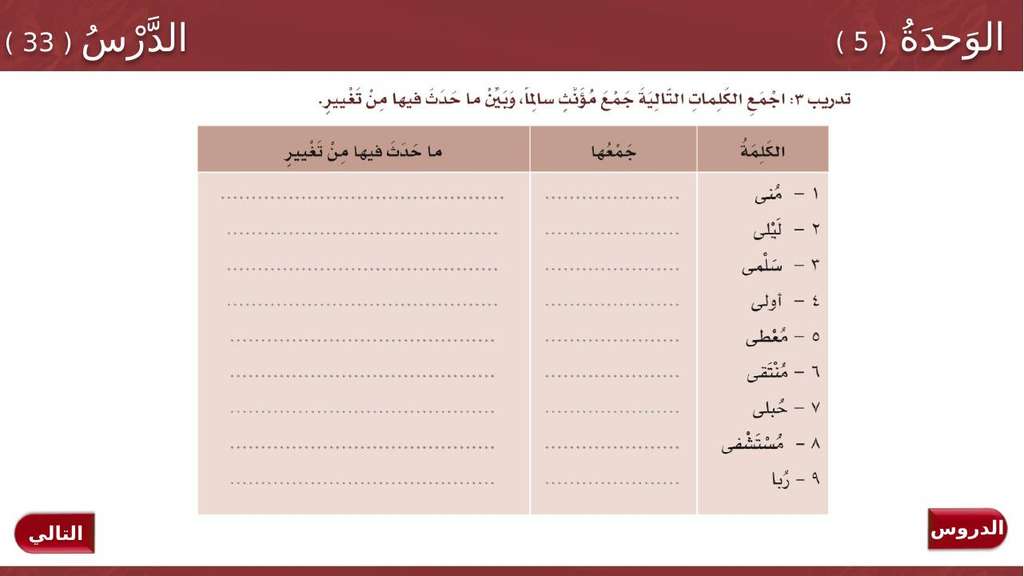 الوَحدَةُ ( 5 )
الدَّرْسُ ( 33 )
تدريب ٣: اجْمَعِ الكَلِماتِ التَّالِيَةَ جَمْعَ مُؤَنَّثٍ سالِمًا، وَبَيِّنْ ما حَدَثَ فيها مِنْ تَغْييرٍ.
الكَلِمَةُ جَمْعُها ما حَدَثَ فيها مِنْ تَغْييرٍ
١ - مُنى ...................... ..............................................
٢ - لَيْلى ...................... ............................................
٣ - سَلْمى ...................... ............................................
٤ - أولى ...................... ............................................
٥ - مُعْطى ...................... ...........................................
٦ - مُنْتَقى ...................... ...........................................
٧ - حُبلى ...................... ...........................................
٨ - مُسْتَشْفى ...................... ...........................................
٩ - رُبا ...................... ...........................................
الدروس
التالي